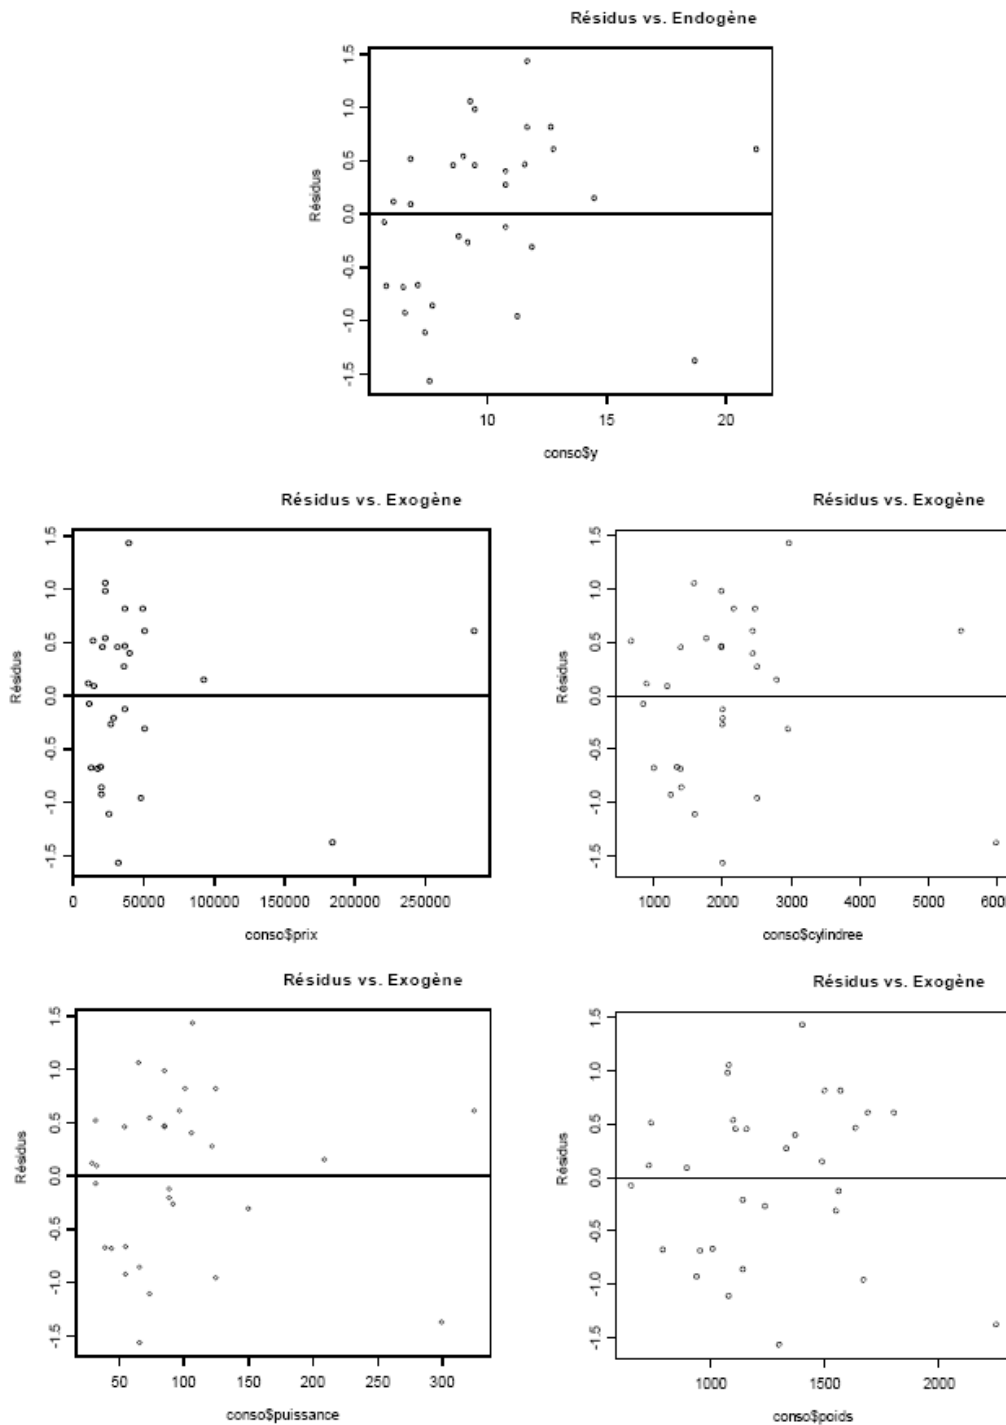 Résidus vs. Endogène
1.5
1.0
0.5
0.0
-0.5
-1.0
-1.5
Résidus
10 15 20
conso$y
Résidus vs. Exogène
1.5
1.0
0.5
0.0
-0.5
-1.0
-1.5
Résidus
0 50000 100000 150000 200000 250000
conso$prix
Résidus vs. Exogène
1.5
1.0
0.5
0.0
-0.5
-1.0
-1.5
Résidus
1000 2000 3000 4000 5000 600
conso$cylindree
Résidus vs. Exogène
1.5
1.0
0.5
0.0
-0.5
-1.0
-1.5
Résidus
50 100 150 200 250 300
conso$puissance
Résidus vs. Exogène
1.5
1.0
0.5
0.0
-0.5
-1.0
-1.5
Résidus
1000 1500 2000
conso$poids